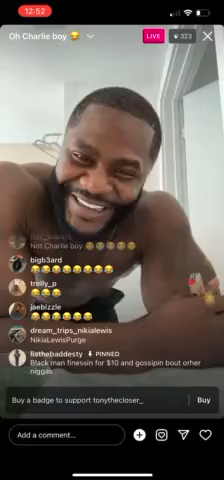 12:52
Oh Charlie boy 😂
LIVE
323
Not Charlie boy 😂😂😂😂😂
bigb3ard
😂😂😂😂😂😂😂😂
trelly_p
😂😂😂
jaebizzle
😂😂😂😂😂😂
dream_trips_nikialewis
NikiaLewisPurge
liathebaddesty PINNED
Black man finessin for $10 and gossipin bout orher
niggas
Buy a badge to support tonythecloser_
Buy
Add a comment...